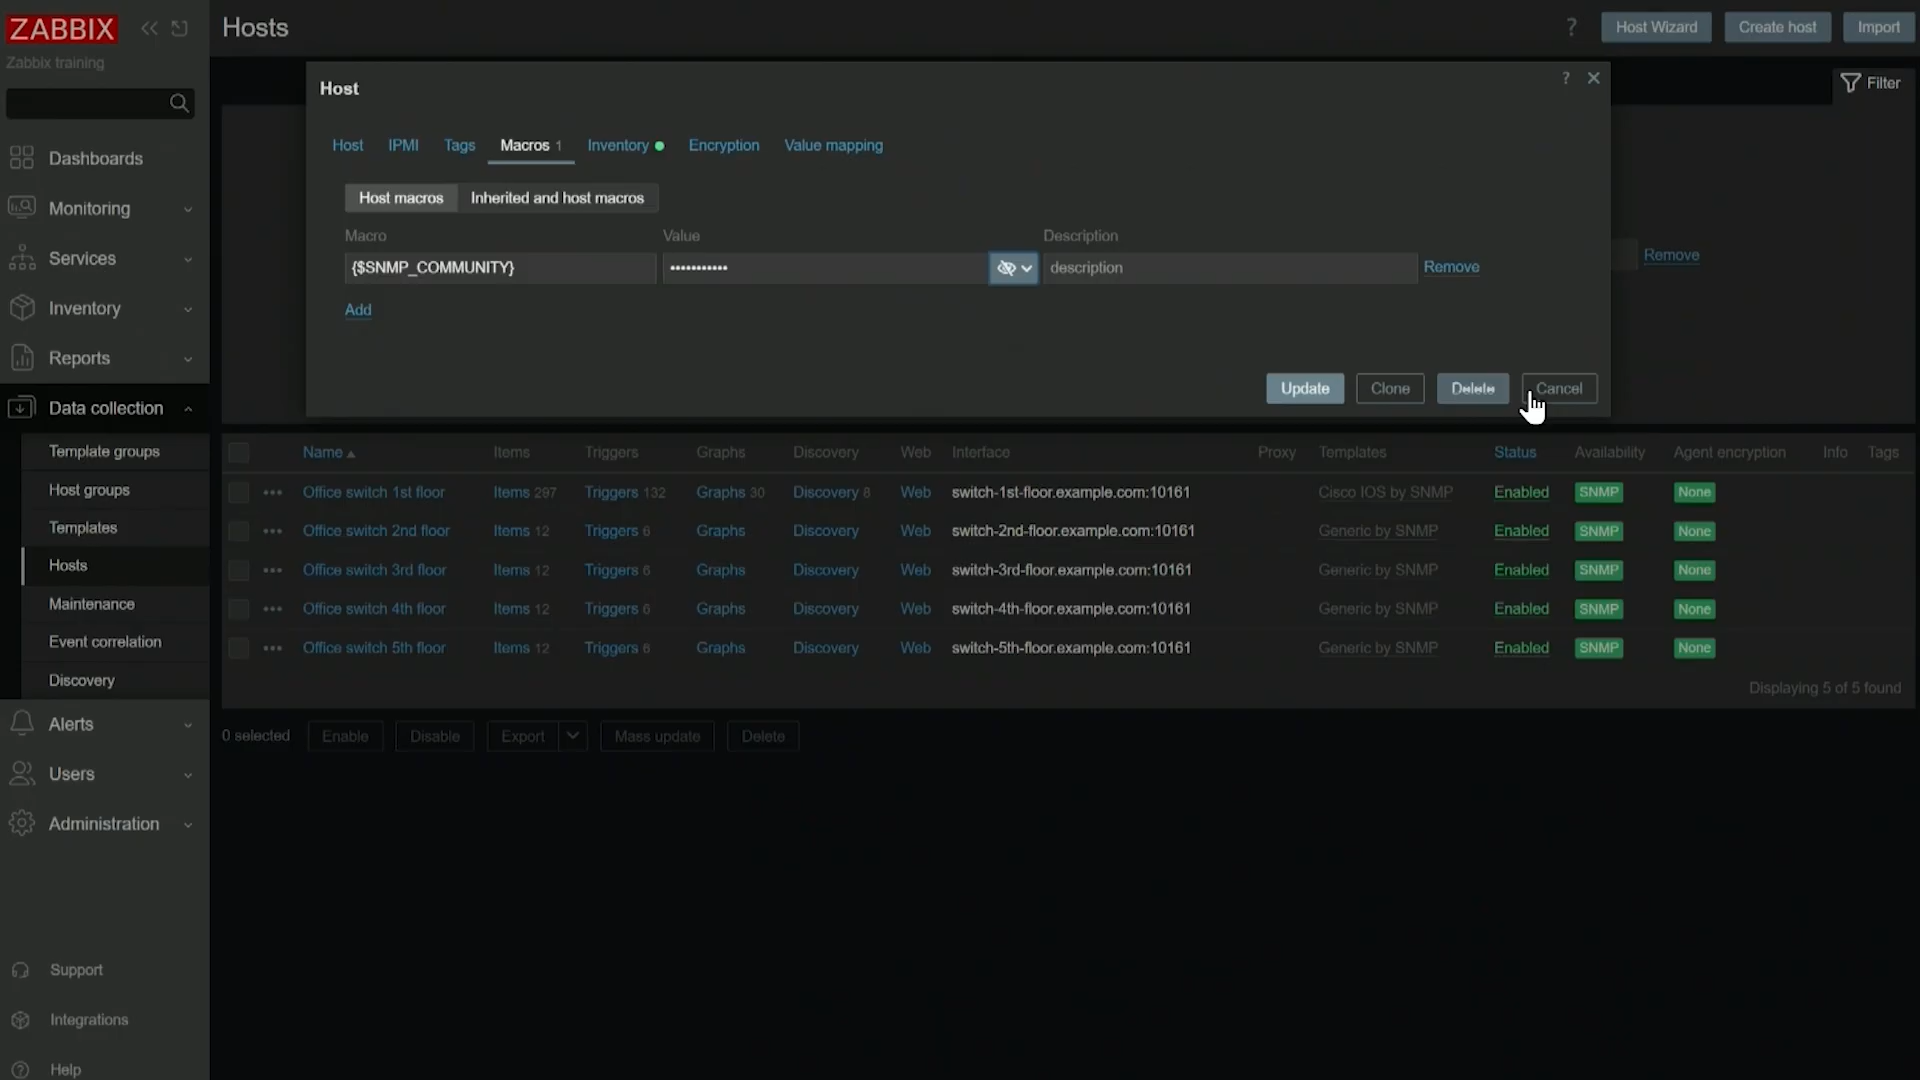 ZABBIX
Zabbix training
Dashboards
Monitoring
Services
Inventory
Reports
Data collection
Template groups
Host groups
Templates
Hosts
Maintenance
Event correlation
Discovery
Alerts
Users
Administration
Support
Integrations
Help
Hosts
? Host Wizard Create host Import
Filter
Host ?
Host IPMI Tags Macros 1 Inventory Encryption Value mapping
Host macros Inherited and host macros
Macro Value Description
{$SNMP_COMMUNITY} ••••••••••• description Remove
Remove
Add
Update Clone Delete Cancel
Name Items Triggers Graphs Discovery Web Interface Proxy Templates Status Availability Agent encryption Info Tags
Office switch 1st floor Items 297 Triggers 132 Graphs 30 Discovery 8 Web switch-1st-floor.example.com:10161 Cisco IOS by SNMP Enabled SNMP None
Office switch 2nd floor Items 12 Triggers 6 Graphs Discovery Web switch-2nd-floor.example.com:10161 Generic by SNMP Enabled SNMP None
Office switch 3rd floor Items 12 Triggers 6 Graphs Discovery Web switch-3rd-floor.example.com:10161 Generic by SNMP Enabled SNMP None
Office switch 4th floor Items 12 Triggers 6 Graphs Discovery Web switch-4th-floor.example.com:10161 Generic by SNMP Enabled SNMP None
Office switch 5th floor Items 12 Triggers 6 Graphs Discovery Web switch-5th-floor.example.com:10161 Generic by SNMP Enabled SNMP None
Displaying 5 of 5 found
0 selected Enable Disable Export Mass update Delete